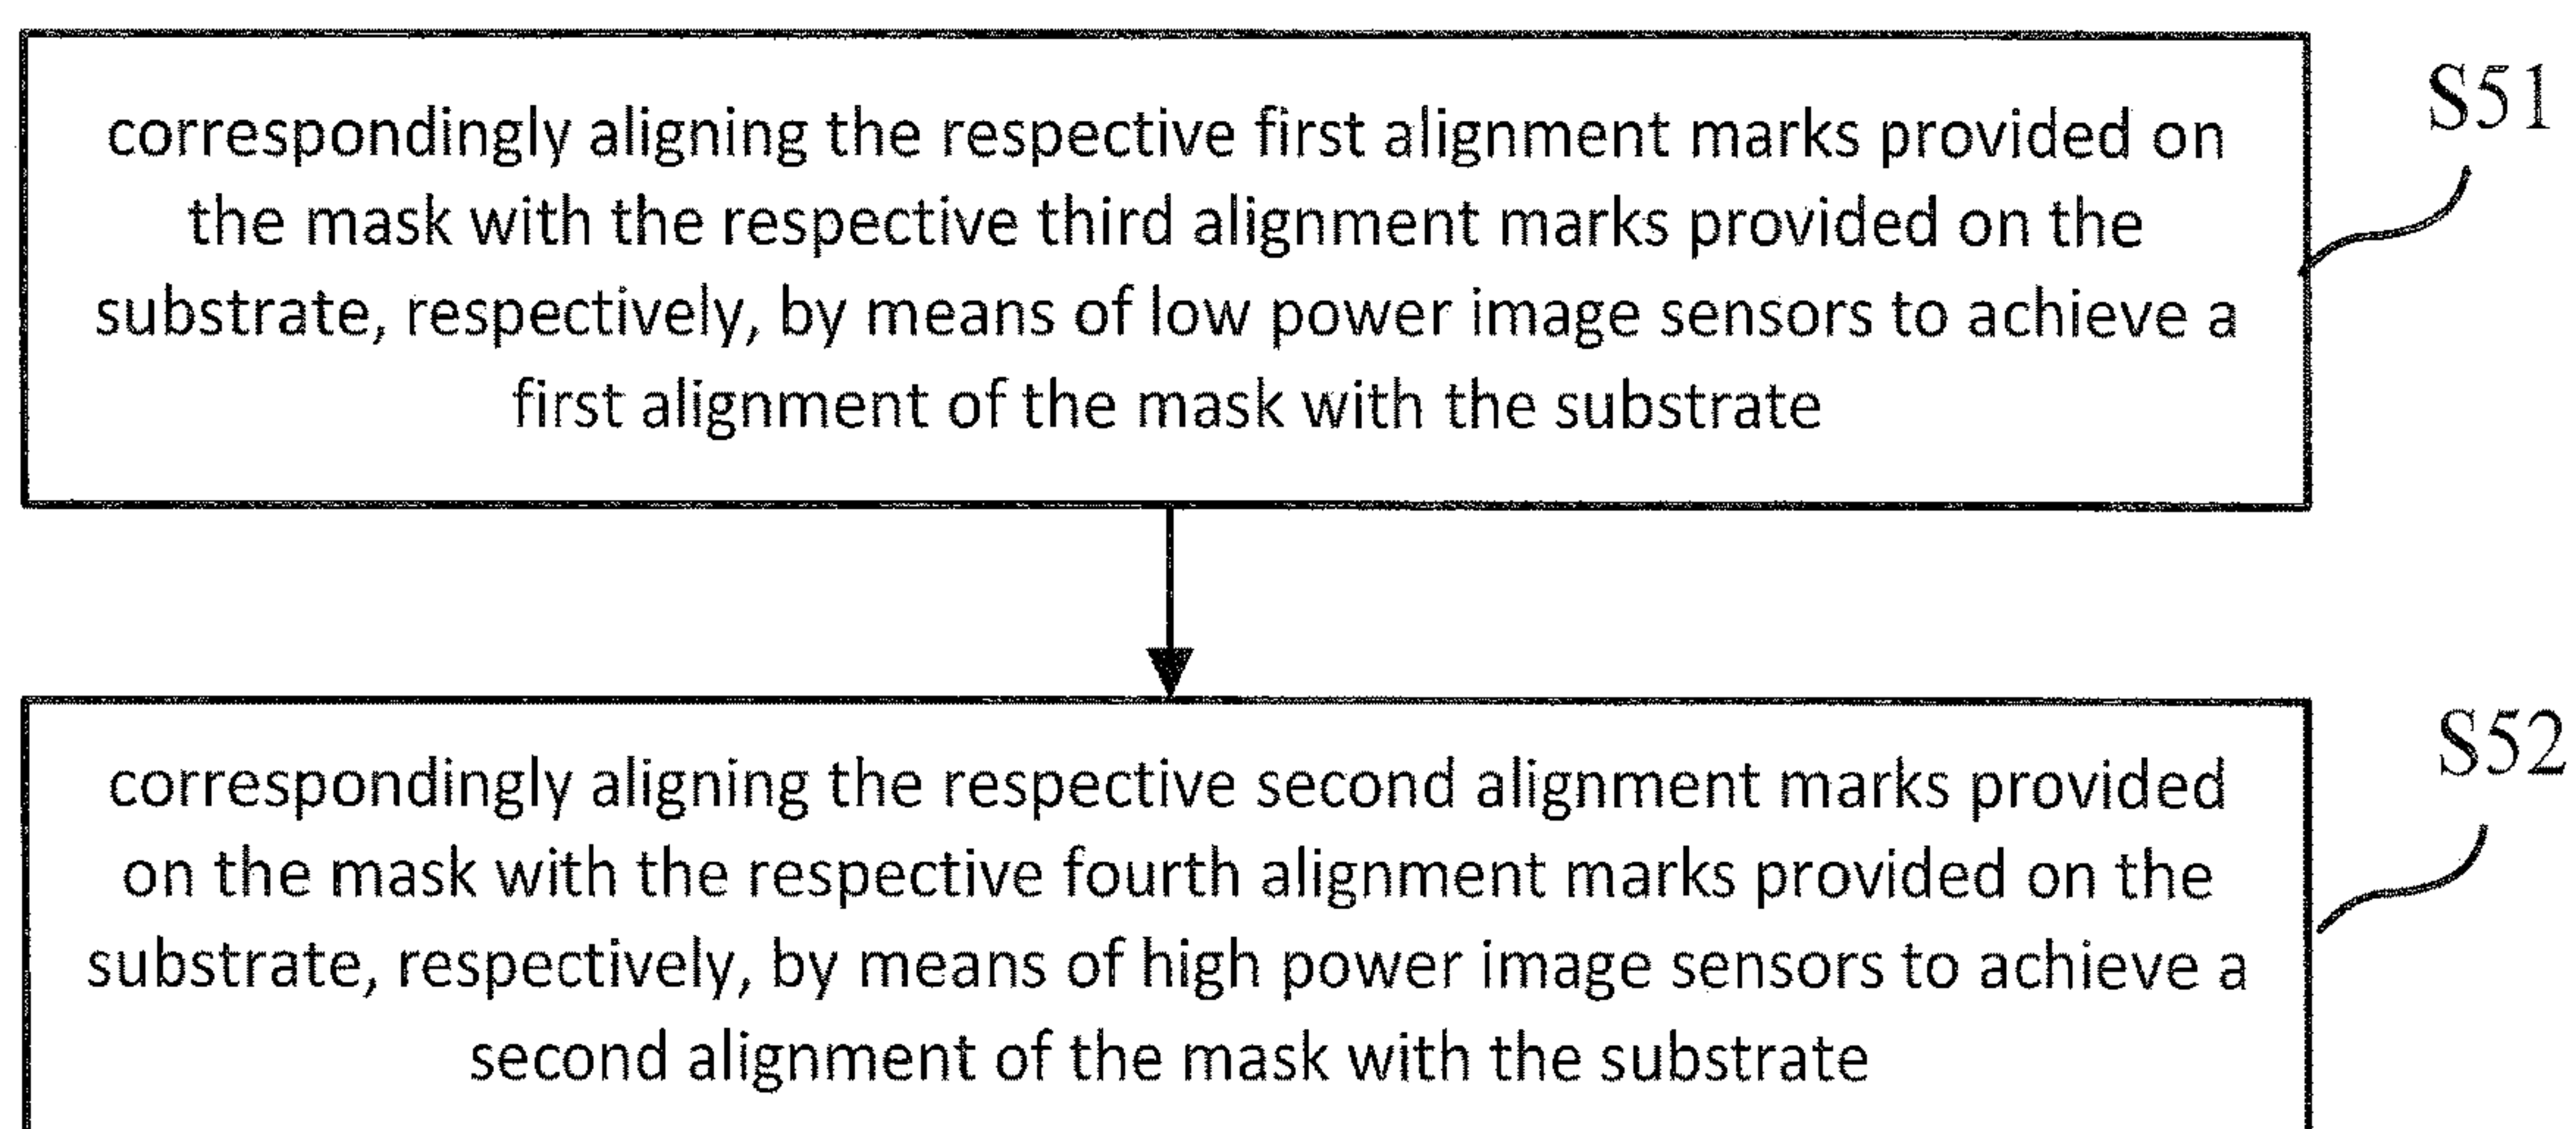 S51
correspondingly aligning the respective first alignment marks provided on
the mask with the respective third alignment marks provided on the
substrate, respectively, by means of low power image sensors to achieve a
first alignment of the mask with the substrate
S52
correspondingly aligning the respective second alignment marks provided
on the mask with the respective fourth alignment marks provided on the
substrate, respectively, by means of high power image sensors to achieve a
second alignment of the mask with the substrate